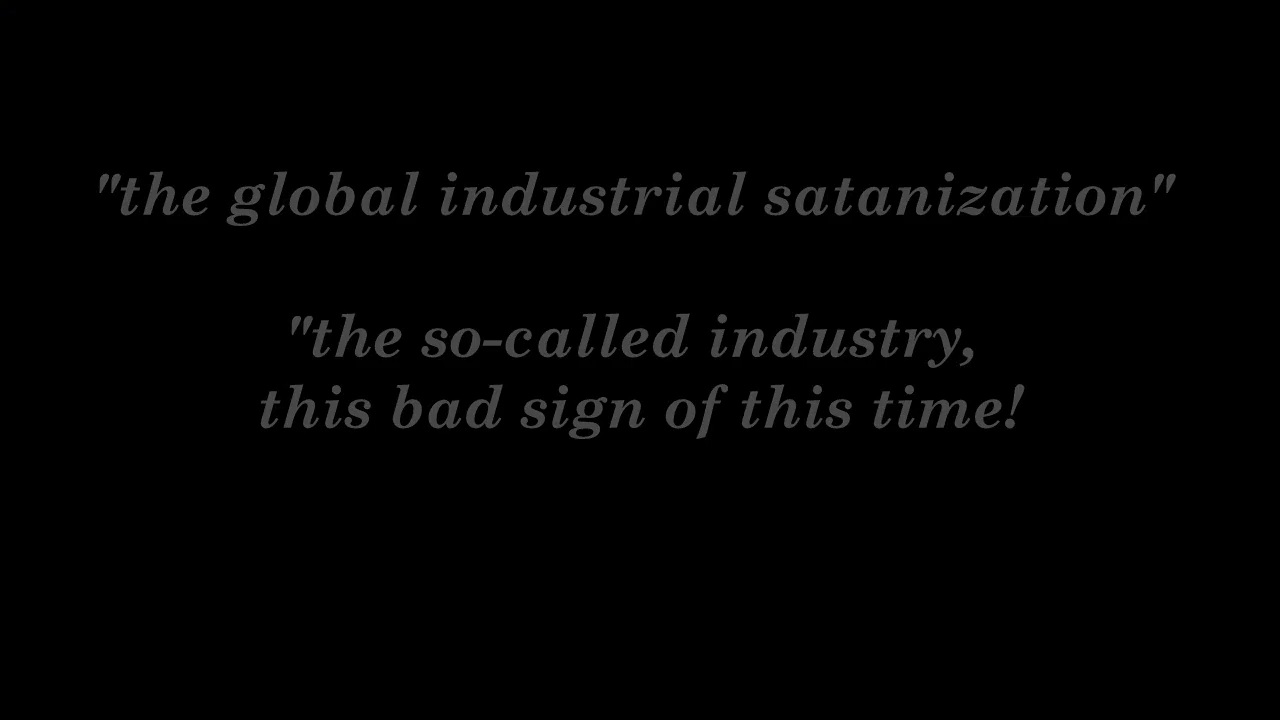 "the global industrial satanization"
"the so-called industry,
this bad sign of this time!